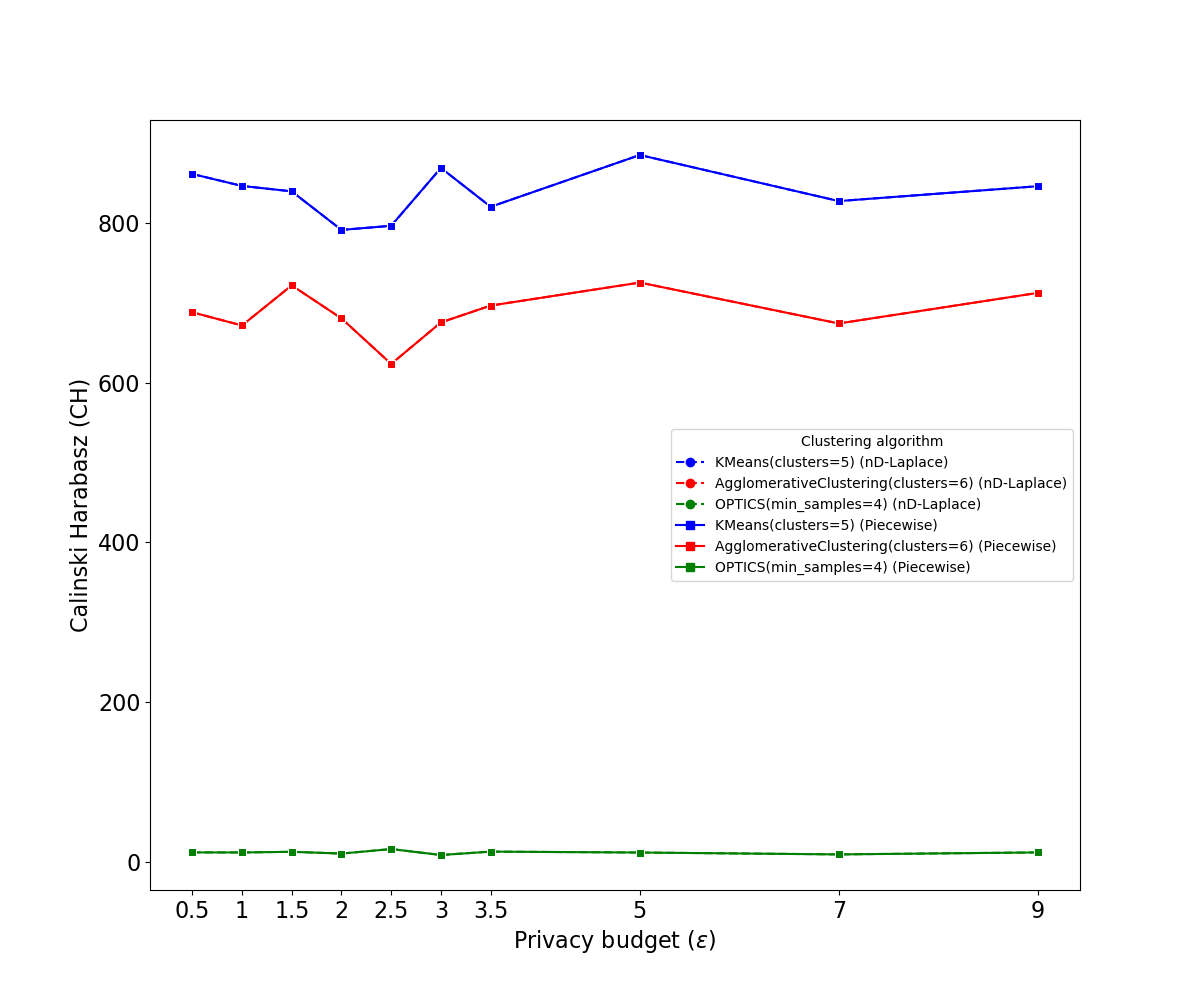 800
600
400
200
0
Calinski Harabasz (CH)
Clustering algorithm
KMeans(clusters=5) (nD-Laplace)
AgglomerativeClustering(clusters=6) (nD-Laplace)
OPTICS(min_samples=4) (nD-Laplace)
KMeans(clusters=5) (Piecewise)
AgglomerativeClustering(clusters=6) (Piecewise)
OPTICS(min_samples=4) (Piecewise)
0.5 1 1.5 2 2.5 3 3.5 5 7 9
Privacy budget (ε)